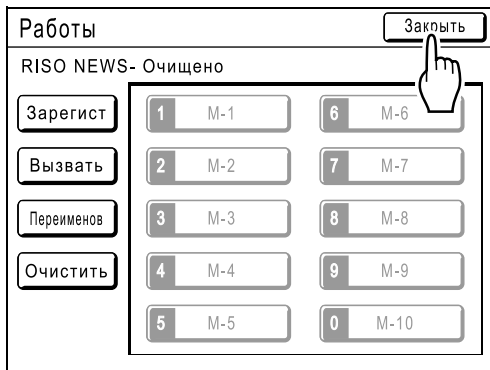 Работы Закрыть
RISO NEWS- Очищено
Зарегист 1 М-1 6 М-6
Вызвать 2 М-2 7 М-7
Переименов 3 М-3 8 М-8
Очистить 4 М-4 9 М-9
5 М-5 0 М-10